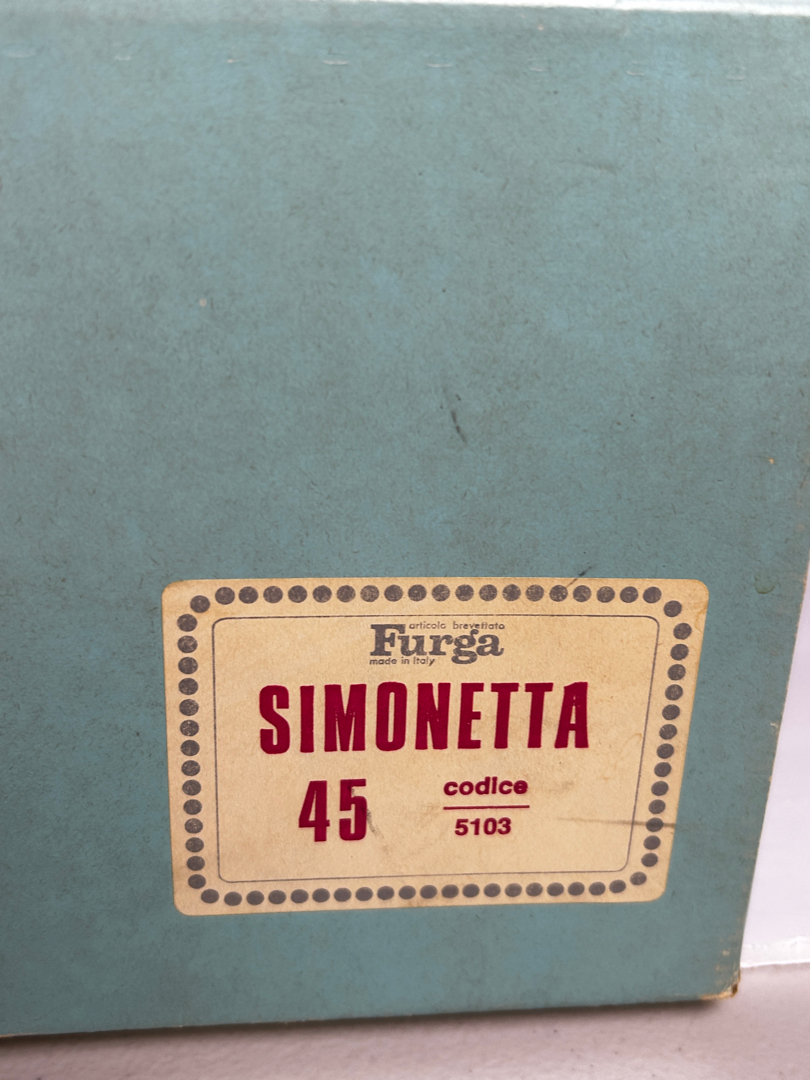 articolo brevettato
Furga
made in Italy
SIMONETTA
45
codice
5103